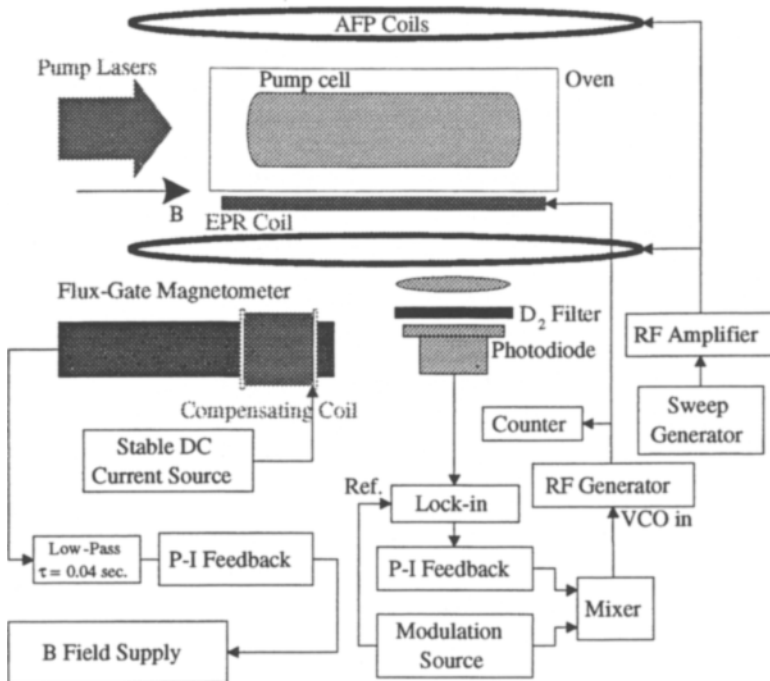 AFP Coils
Pump Lasers
Pump cell
Oven
B
EPR Coil
Flux-Gate Magnetometer
D2 Filter
Photodiode
RF Amplifier
Compensating Coil
Counter
Sweep
Generator
Stable DC
Current Source
Ref.
Lock-in
RF Generator
VCO in
Low-Pass
τ = 0.04 sec.
P-I Feedback
P-I Feedback
Mixer
B Field Supply
Modulation
Source